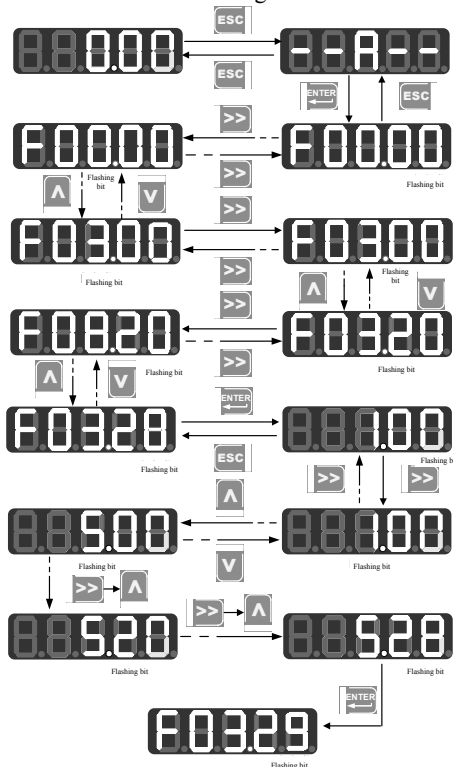 ESC
0.00 --A--
ESC
ENTER ESC
>>
F00.00 F00.00
Flashing bit
Flashing
bit
>>
Λ V
>>
F03.00 F03.00
Flashing
bit
Flashing bit
>>
>>
Λ V
F03.20 F03.20
Flashing bit
Flashing bit
>>
Λ V
ENTER
F03.28 1.00
Flashing b
Flashing bit
ESC
>> >>
Λ
5.00 1.00
Flashing bit
Flashing bit
V
>> Λ
>> Λ
5.20 5.28
Flashing bit
Flashing bit
ENTER
F03.29
Flashing bit